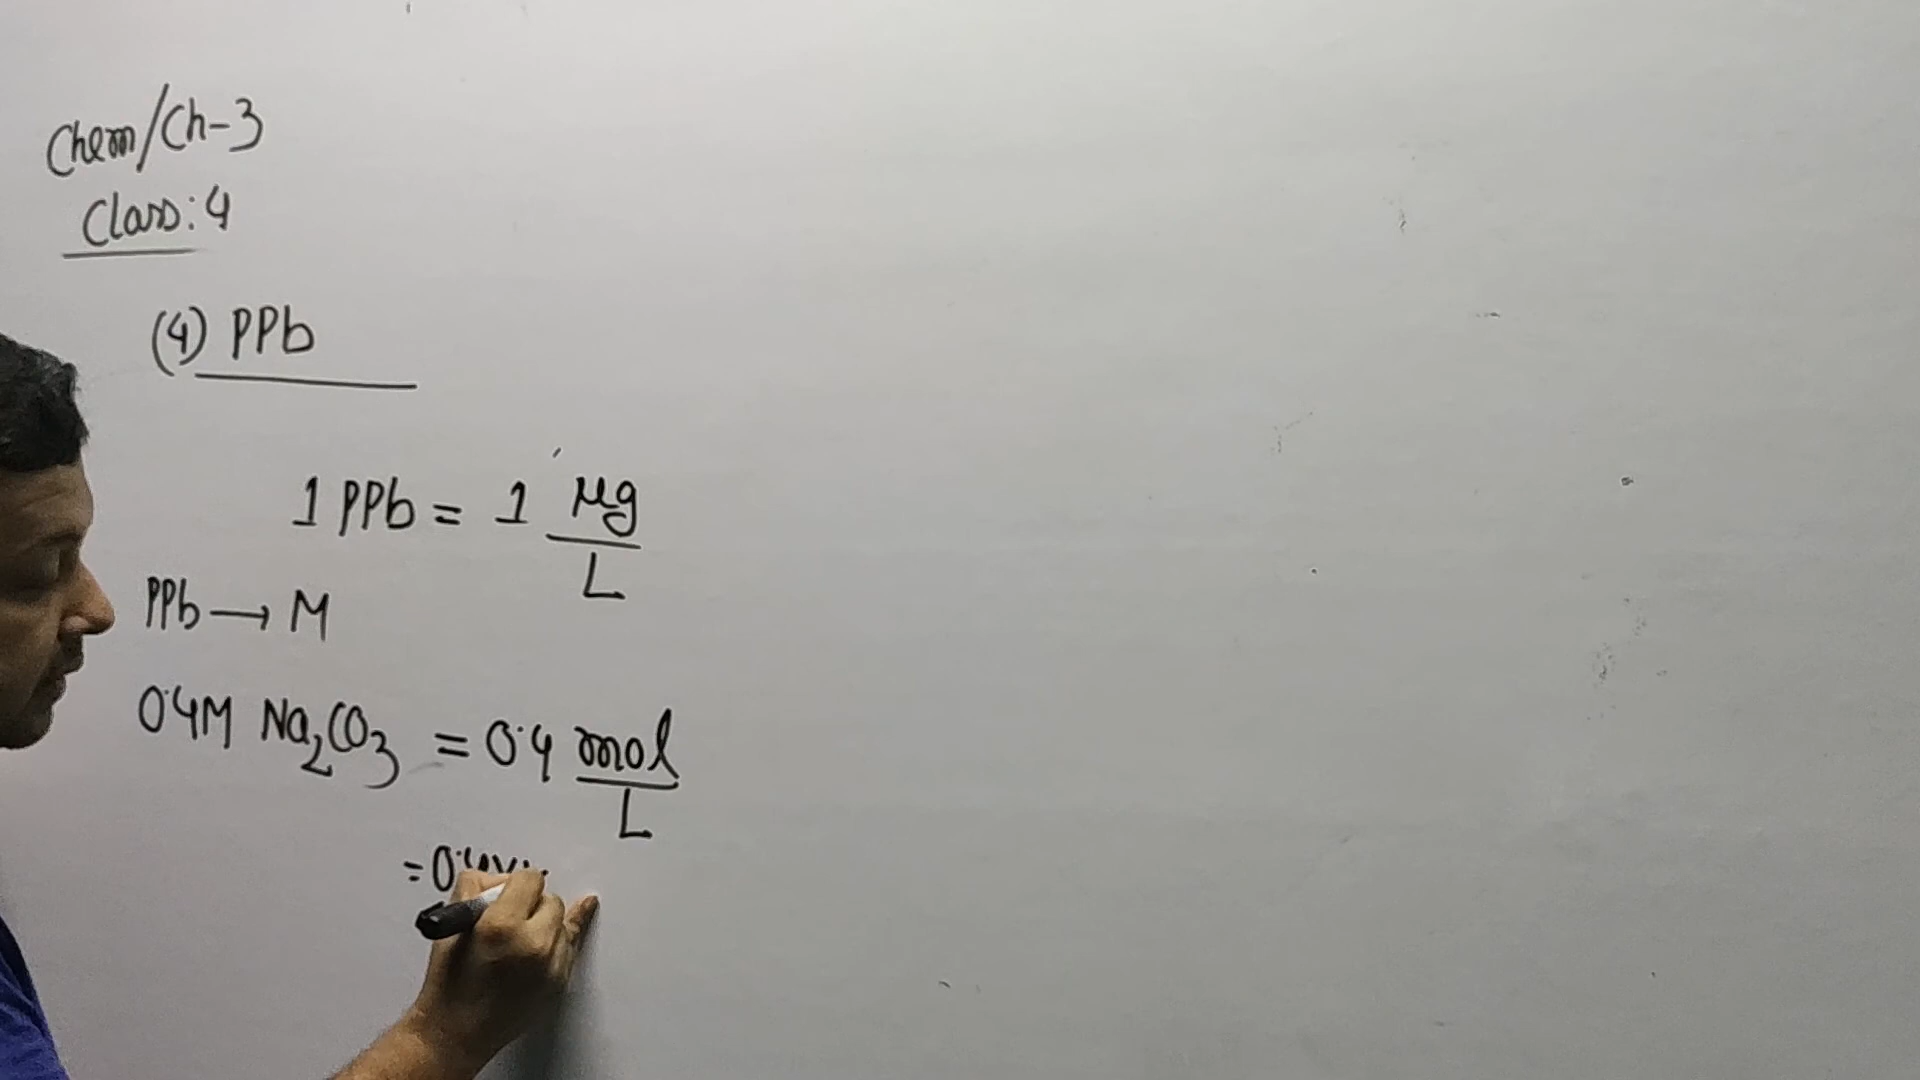 Chem/Ch-3
Class: 4
(4) PPb
1 PPb = 1 μg/L
PPb → M
0.4M Na₂CO₃ = 0.4 mol/L
= 0.4×